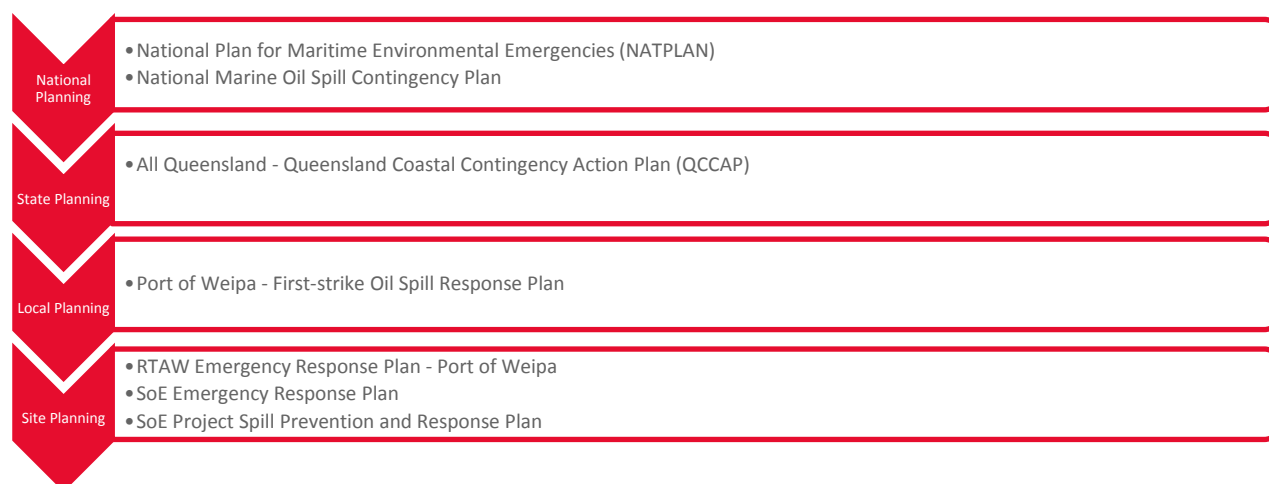 National
Planning
•National Plan for Maritime Environmental Emergencies (NATPLAN)
•National Marine Oil Spill Contingency Plan
State Planning
•All Queensland - Queensland Coastal Contingency Action Plan (QCCAP)
Local Planning
•Port of Weipa - First-strike Oil Spill Response Plan
Site Planning
•RTAW Emergency Response Plan - Port of Weipa
•SoE Emergency Response Plan
•SoE Project Spill Prevention and Response Plan